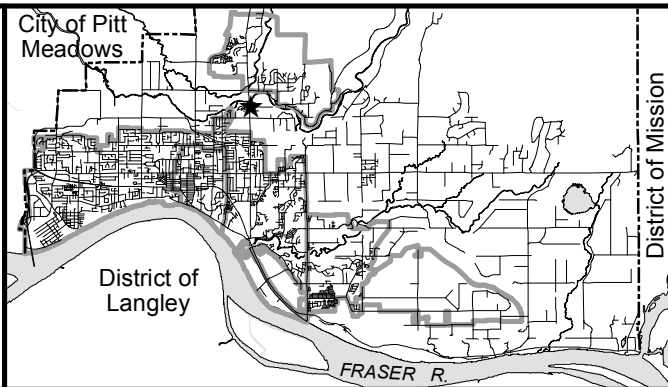 City of Pitt
Meadows
District of Mission
District of
Langley
FRASER R.